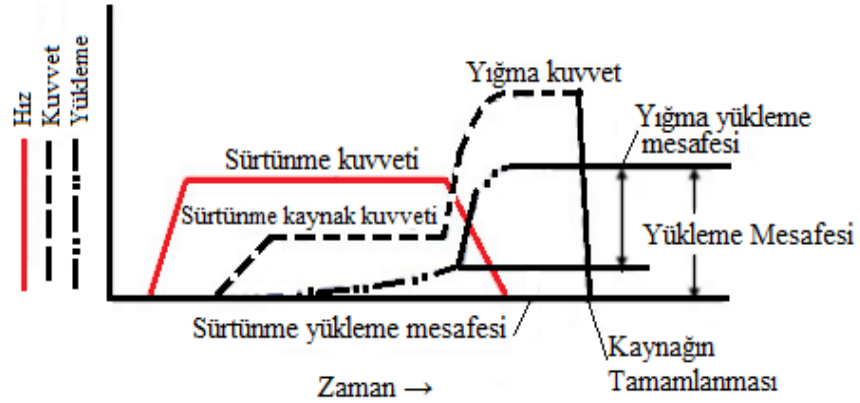 Hız
Kuvvet
Yükleme
Yığma kuvvet
Yığma yükleme
mesafesi
Sürtünme kuvveti
Sürtünme kaynak kuvveti
Yükleme Mesafesi
Sürtünme yükleme mesafesi
Kaynağın
Tamamlanması
Zaman →